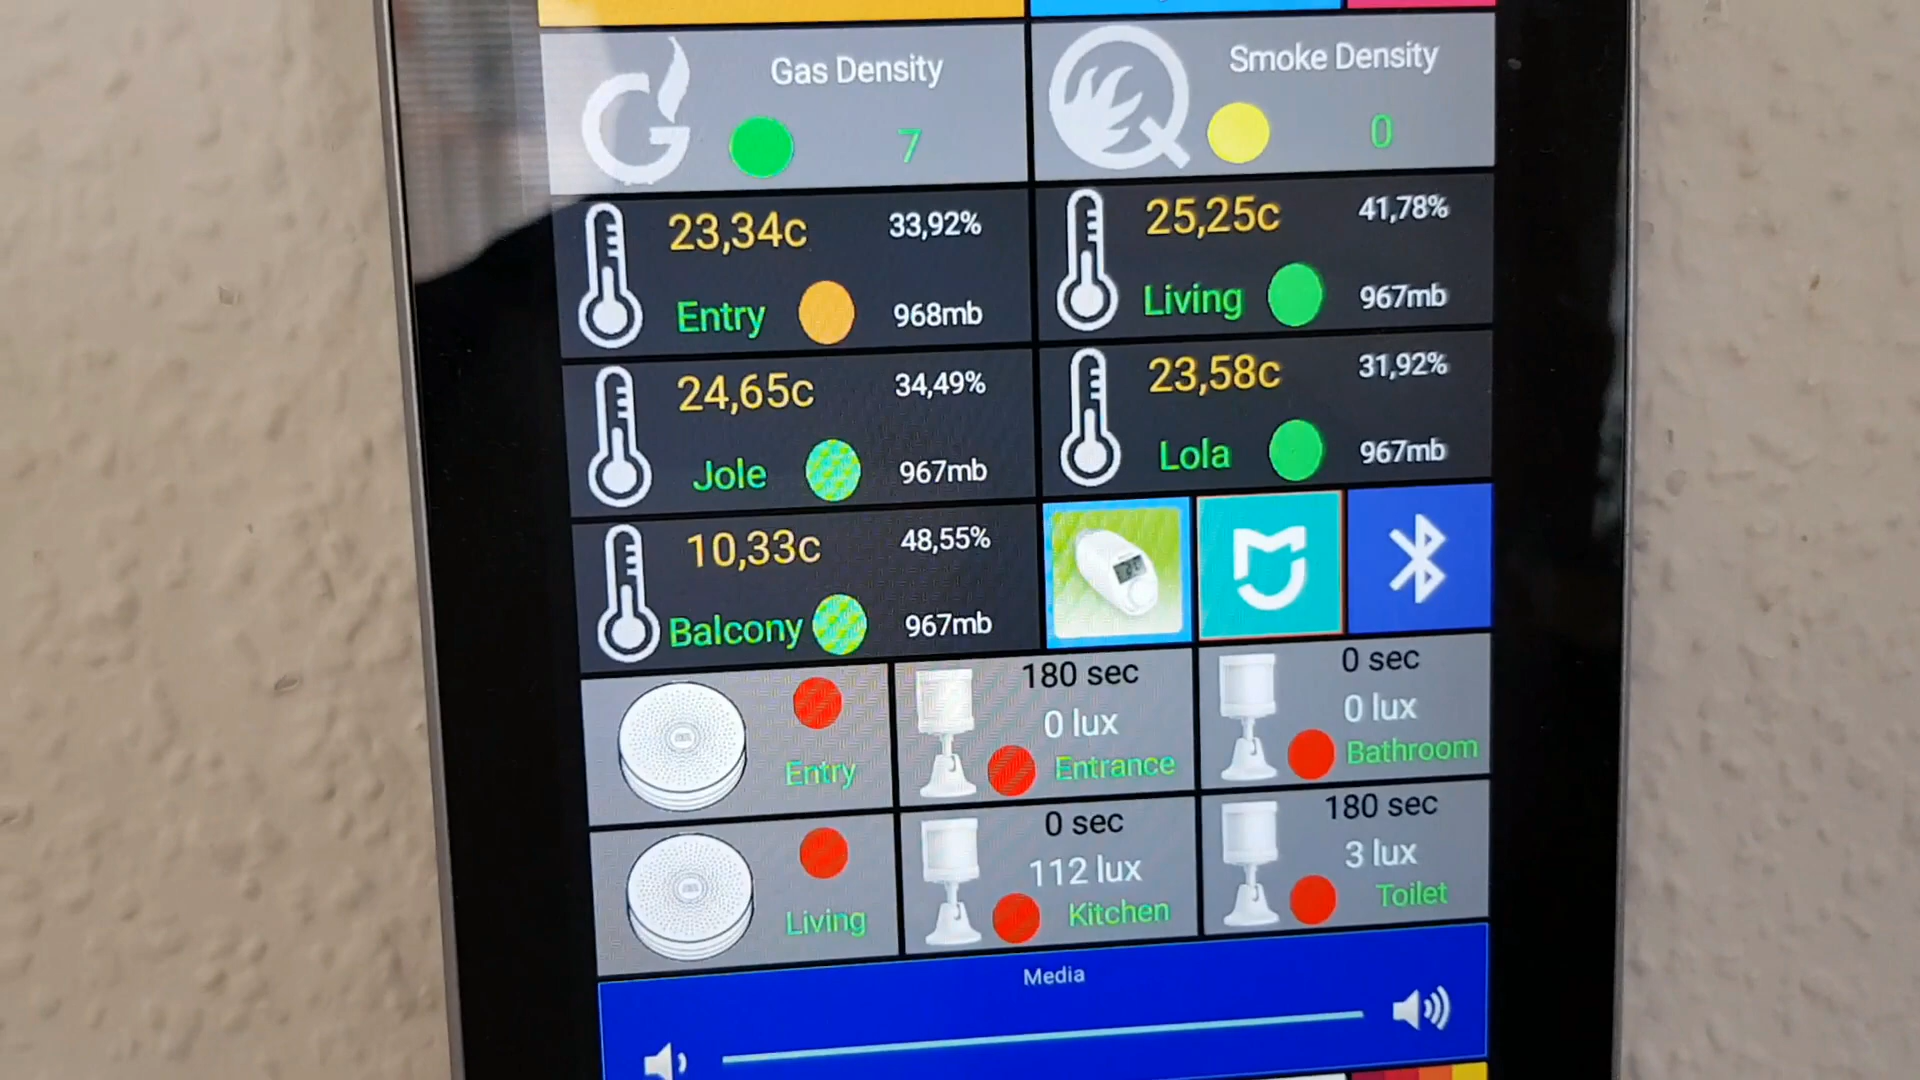 Gas Density
7
Smoke Density
0
23,34c
33,92%
Entry
968mb
25,25c
41,78%
Living
967mb
24,65c
34,49%
Jole
967mb
23,58c
31,92%
Lola
967mb
10,33c
48,55%
Balcony
967mb
Entry
180 sec
0 lux
Entrance
0 sec
0 lux
Bathroom
Living
0 sec
112 lux
Kitchen
180 sec
3 lux
Toilet
Media